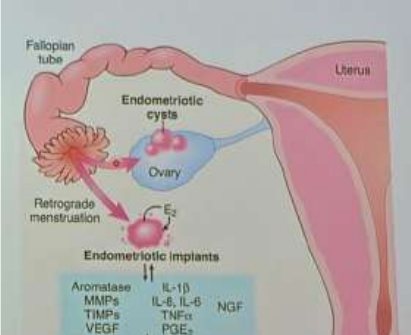 Fallopian
tube
Uterus
Endometriotic
cysts
Ovary
Retrograde
menstruation
E₂
Endometriotic implants
Aromatase IL-1β
MMPs IL-8, IL-6 NGF
TIMPs TNFα
VEGF PGE₂